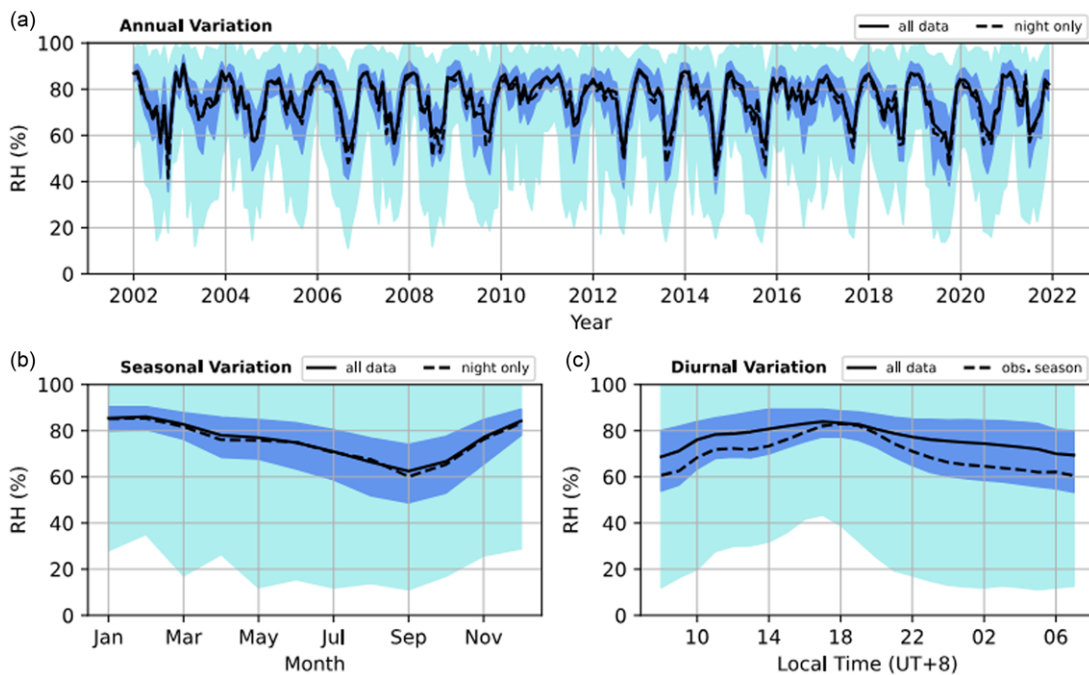 (a)
Annual Variation
all data
night only
RH (%)
100
80
60
40
20
0
2002 2004 2006 2008 2010 2012 2014 2016 2018 2020 2022
Year
(b)
Seasonal Variation
all data
night only
RH (%)
100
80
60
40
20
0
Jan Mar May Jul Sep Nov
Month
(c)
Diurnal Variation
all data
obs. season
RH (%)
100
80
60
40
20
0
10 14 18 22 02 06
Local Time (UT+8)